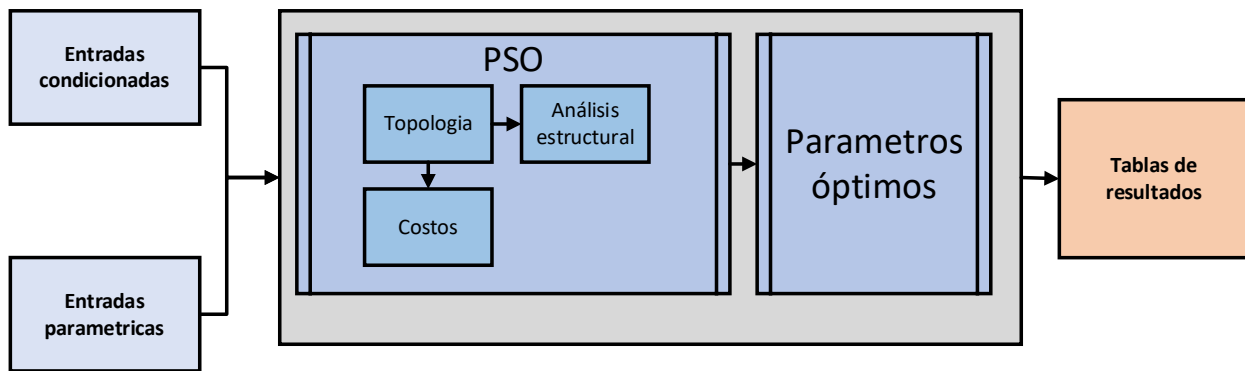 Entradas
condicionadas
Entradas
parametricas
PSO
Topologia
Análisis
estructural
Costos
Parametros
óptimos
Tablas de
resultados